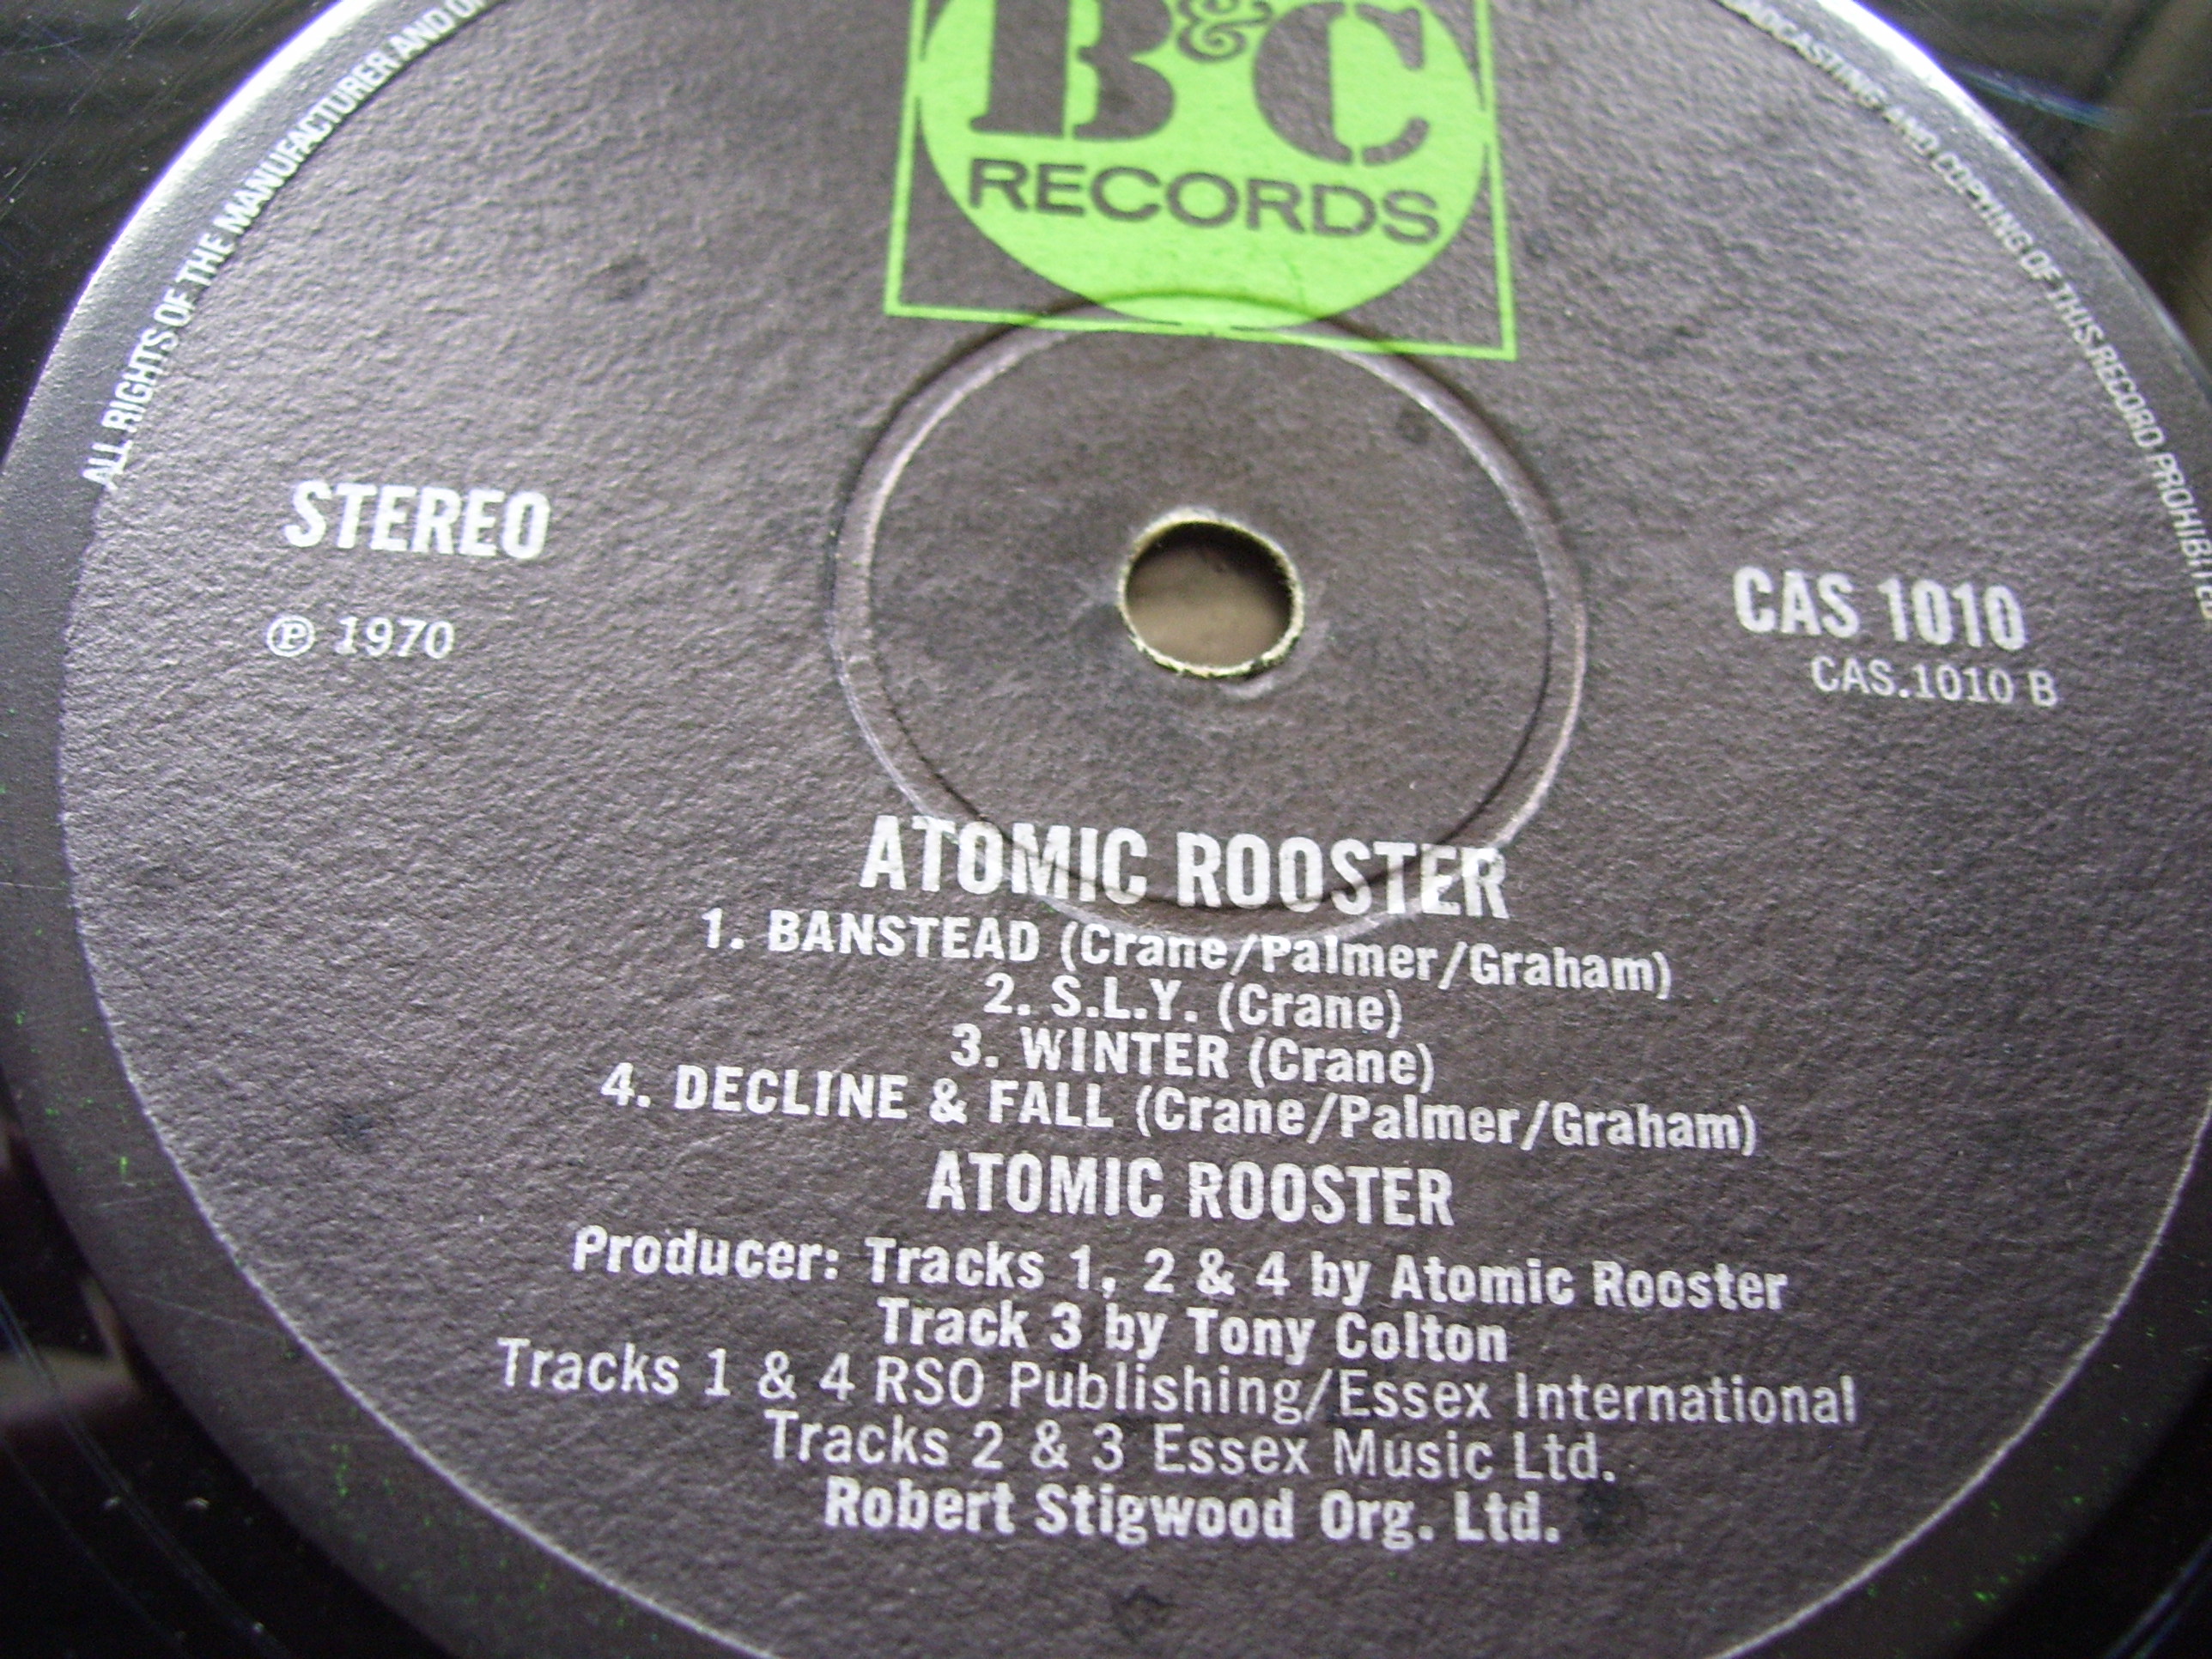 B&C
RECORDS
ALL RIGHTS OF THE MANUFACTURER AND
AND COPYING OF THIS RECORD PROHIBITED
STEREO
℗ 1970
CAS 1010
CAS.1010 B
ATOMIC ROOSTER
1. BANSTEAD (Crane/Palmer/Graham)
2. S.L.Y. (Crane)
3. WINTER (Crane)
4. DECLINE & FALL (Crane/Palmer/Graham)
ATOMIC ROOSTER
Producer: Tracks 1, 2 & 4 by Atomic Rooster
Track 3 by Tony Colton
Tracks 1 & 4 RSO Publishing/Essex International
Tracks 2 & 3 Essex Music Ltd.
Robert Stigwood Org. Ltd.